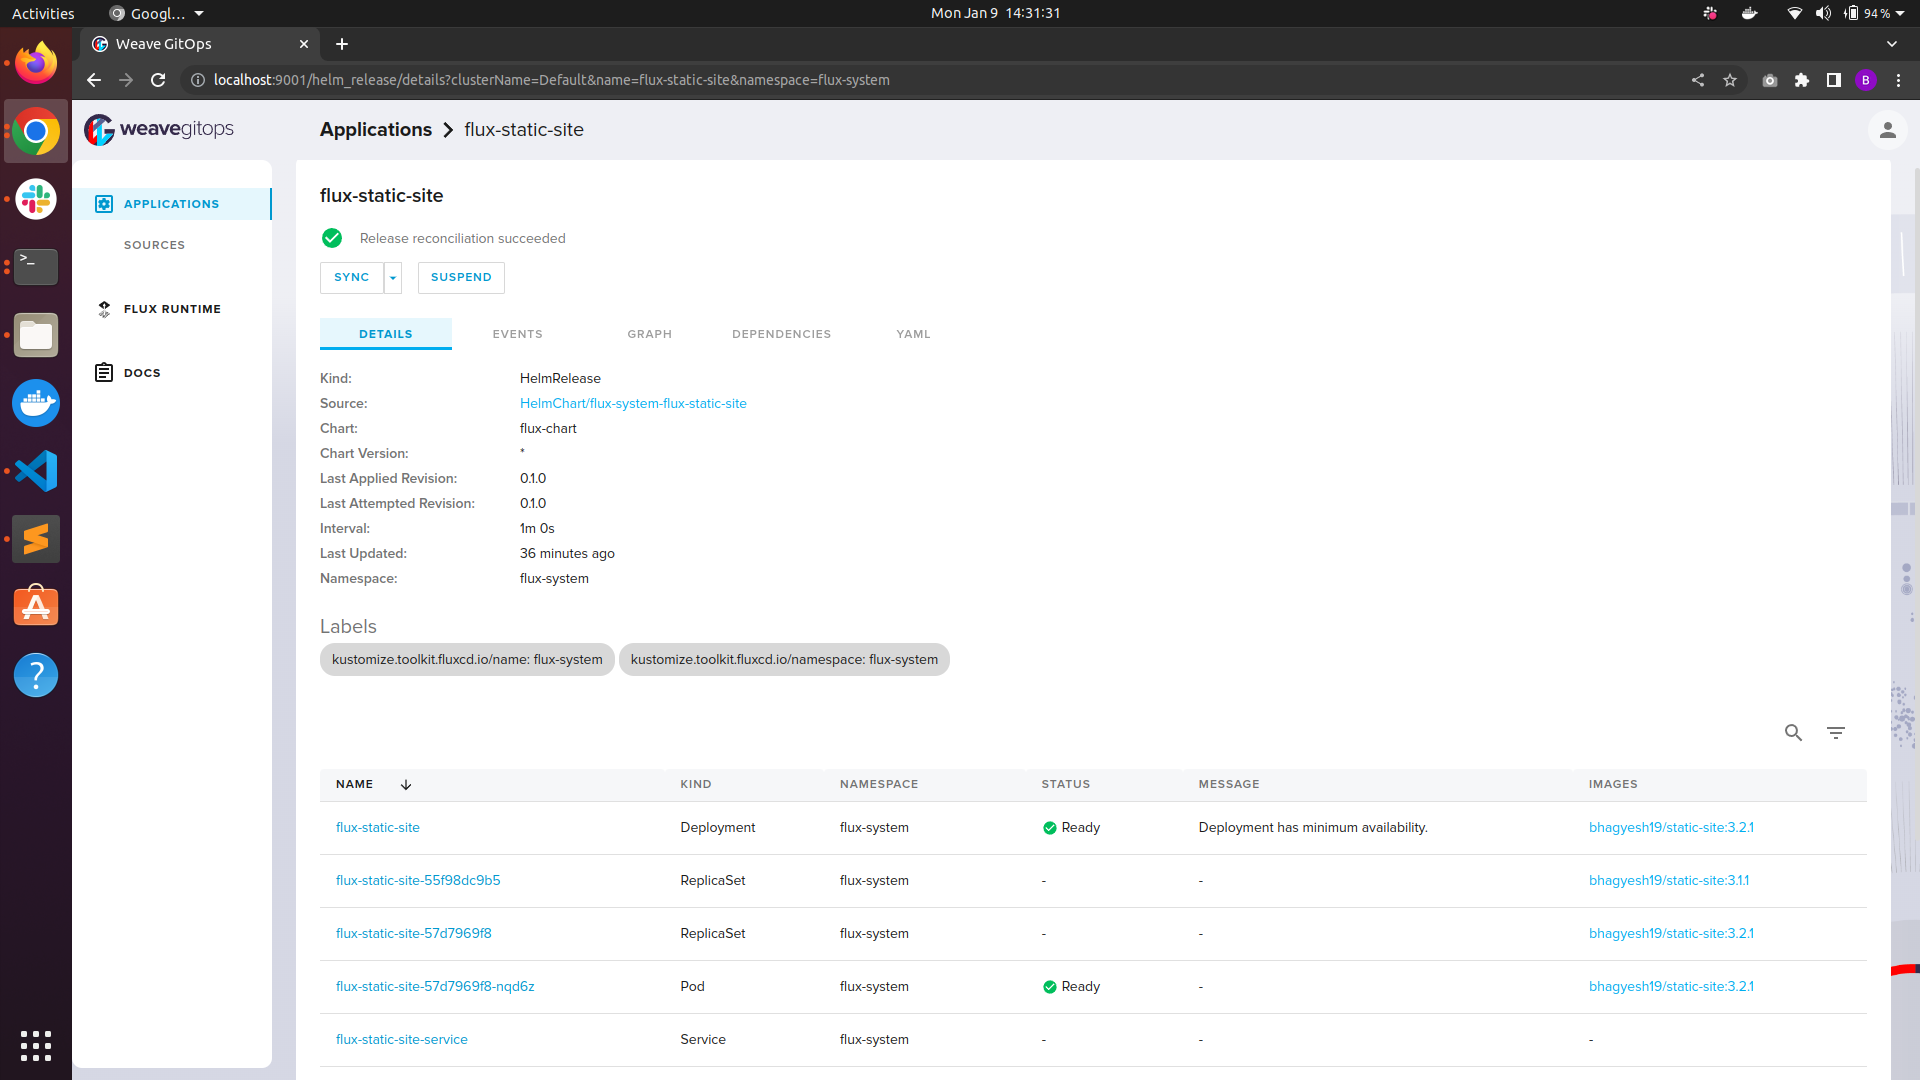 Activities
Googl...
Mon Jan 9 14:31:31
94 %
Weave GitOps
localhost:9001/helm_release/details?clusterName=Default&name=flux-static-site&namespace=flux-system
B
weavegitops
Applications > flux-static-site
APPLICATIONS
SOURCES
FLUX RUNTIME
DOCS
flux-static-site
Release reconciliation succeeded
SYNC SUSPEND
DETAILS EVENTS GRAPH DEPENDENCIES YAML
Kind: HelmRelease
Source: HelmChart/flux-system-flux-static-site
Chart: flux-chart
Chart Version: *
Last Applied Revision: 0.1.0
Last Attempted Revision: 0.1.0
Interval: 1m 0s
Last Updated: 36 minutes ago
Namespace: flux-system
Labels
kustomize.toolkit.fluxcd.io/name: flux-system kustomize.toolkit.fluxcd.io/namespace: flux-system
NAME KIND NAMESPACE STATUS MESSAGE IMAGES
flux-static-site Deployment flux-system Ready Deployment has minimum availability. bhagyesh19/static-site:3.2.1
flux-static-site-55f98dc9b5 ReplicaSet flux-system - - bhagyesh19/static-site:3.1.1
flux-static-site-57d7969f8 ReplicaSet flux-system - - bhagyesh19/static-site:3.2.1
flux-static-site-57d7969f8-nqd6z Pod flux-system Ready - bhagyesh19/static-site:3.2.1
flux-static-site-service Service flux-system - - -